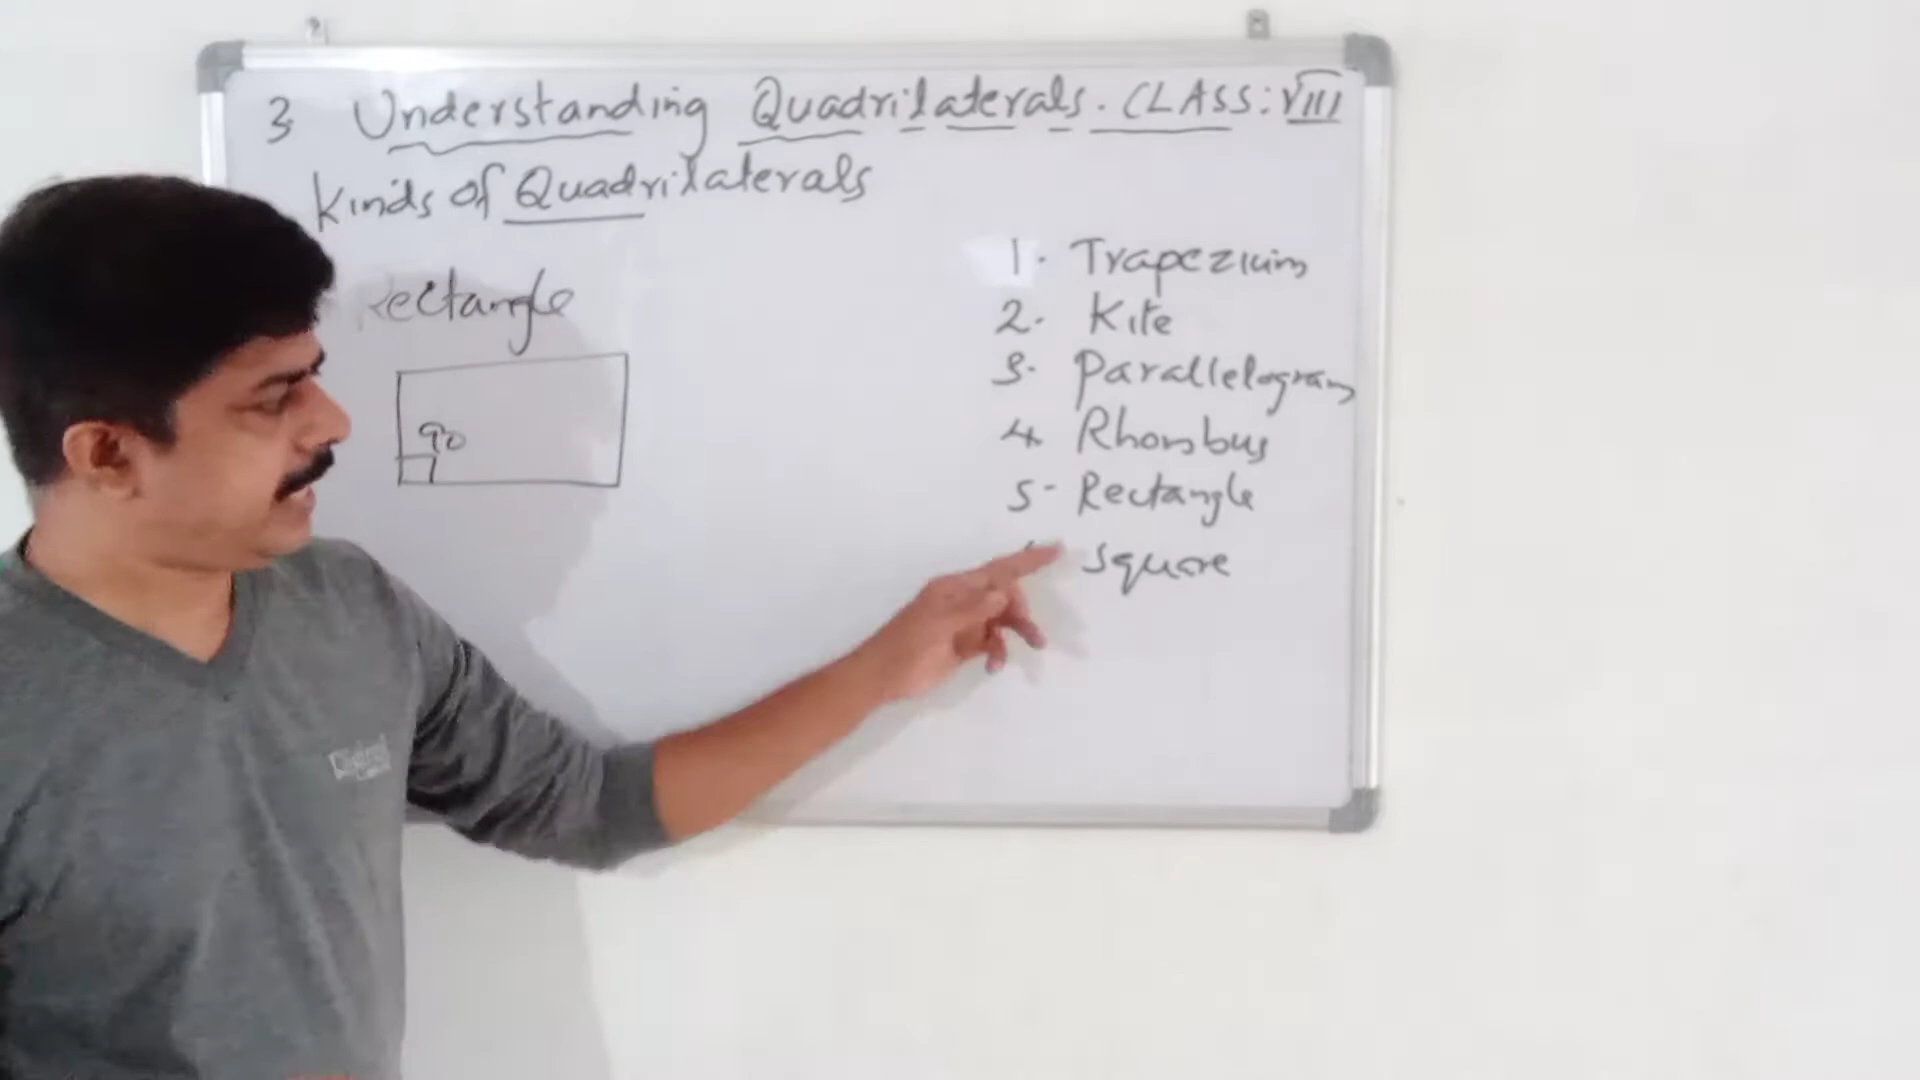 3 Understanding Quadrilaterals. CLASS: VIII
Kinds of Quadrilaterals
Rectangle
90
1. Trapezium
2. Kite
3. Parallelogram
4. Rhombus
5- Rectangle
Square